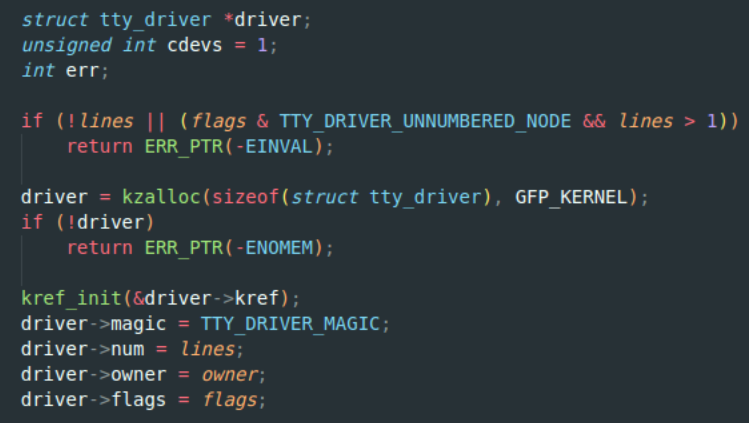 struct tty_driver *driver;
unsigned int cdevs = 1;
int err;
if (!lines || (flags & TTY_DRIVER_UNNUMBERED_NODE && lines > 1))
return ERR_PTR(-EINVAL);
driver = kzalloc(sizeof(struct tty_driver), GFP_KERNEL);
if (!driver)
return ERR_PTR(-ENOMEM);
kref_init(&driver->kref);
driver->magic = TTY_DRIVER_MAGIC;
driver->num = lines;
driver->owner = owner;
driver->flags = flags;